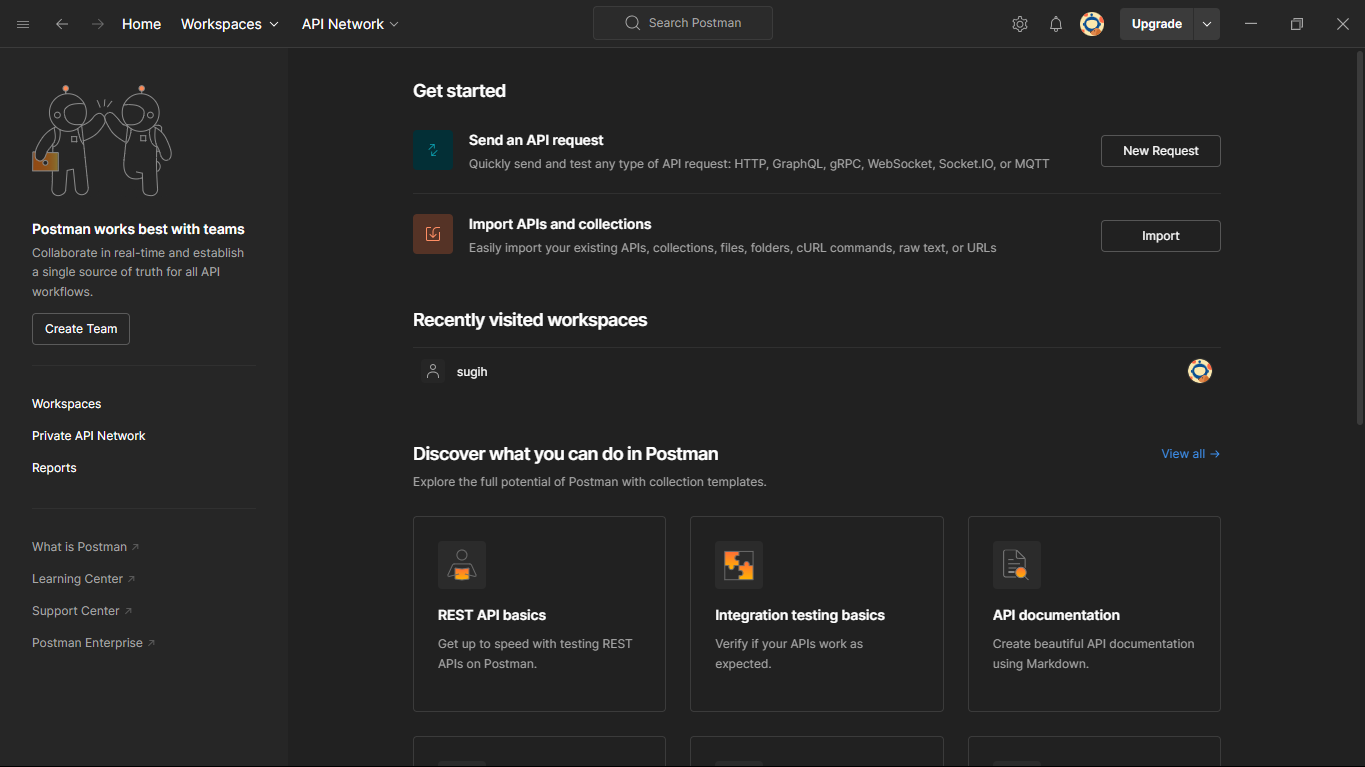 Home Workspaces API Network Search Postman Upgrade
Postman works best with teams
Collaborate in real-time and establish
a single source of truth for all API
workflows.
Create Team
Workspaces
Private API Network
Reports
What is Postman
Learning Center
Support Center
Postman Enterprise
Get started
Send an API request
Quickly send and test any type of API request: HTTP, GraphQL, gRPC, WebSocket, Socket.IO, or MQTT
New Request
Import APIs and collections
Easily import your existing APIs, collections, files, folders, cURL commands, raw text, or URLs
Import
Recently visited workspaces
sugih
Discover what you can do in Postman
View all →
Explore the full potential of Postman with collection templates.
REST API basics
Get up to speed with testing REST
APIs on Postman.
Integration testing basics
Verify if your APIs work as
expected.
API documentation
Create beautiful API documentation
using Markdown.